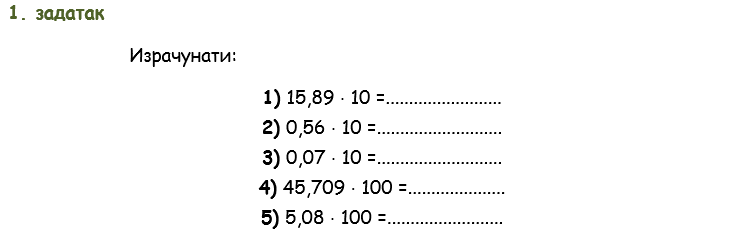 1. задатак
Израчунати:
1) 15,89 · 10 =..........................
2) 0,56 · 10 =............................
3) 0,07 · 10 =............................
4) 45,709 · 100 =......................
5) 5,08 · 100 =..........................